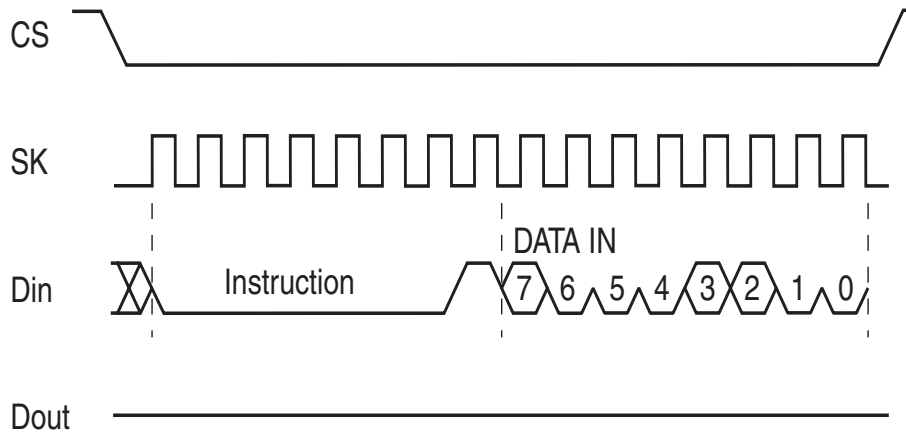 CS
SK
DATA IN
Din Instruction 7 6 5 4 3 2 1 0
Dout